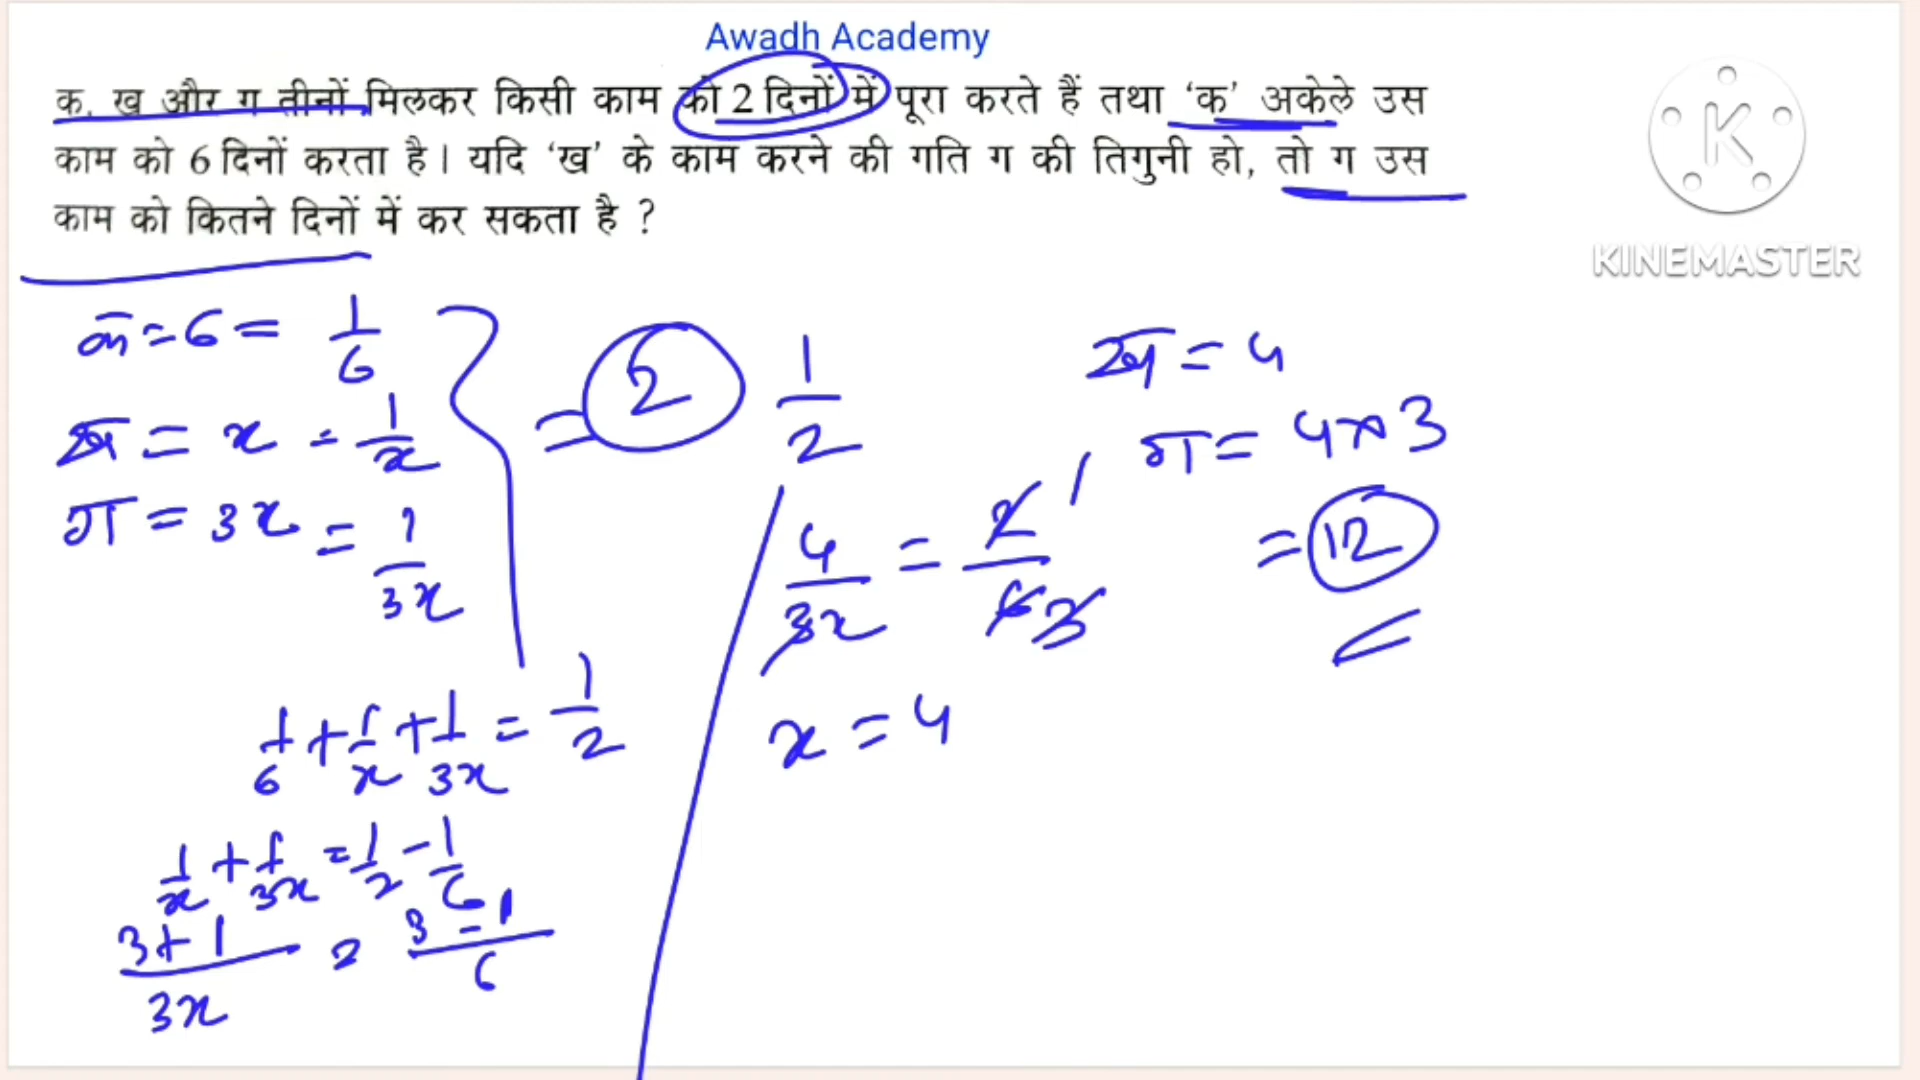 Awadh Academy
क, ख और ग तीनों मिलकर किसी काम को 2 दिनों में पूरा करते हैं तथा ‘क’ अकेले उस
काम को 6 दिनों करता है। यदि ‘ख’ के काम करने की गति ग की तिगुनी हो, तो ग उस
काम को कितने दिनों में कर सकता है ?
K
KINEMASTER
क = 6 = 1/6
ख = x = 1/x
ग = 3x = 1/3x
= 2 1/2
1/6 + 1/x + 1/3x = 1/2
1/x + 1/3x = 1/2 - 1/6
3+1/3x = 3-1/6
4/3x = 2/6 1 3
x = 4
ख = 4
ग = 4×3
= 12